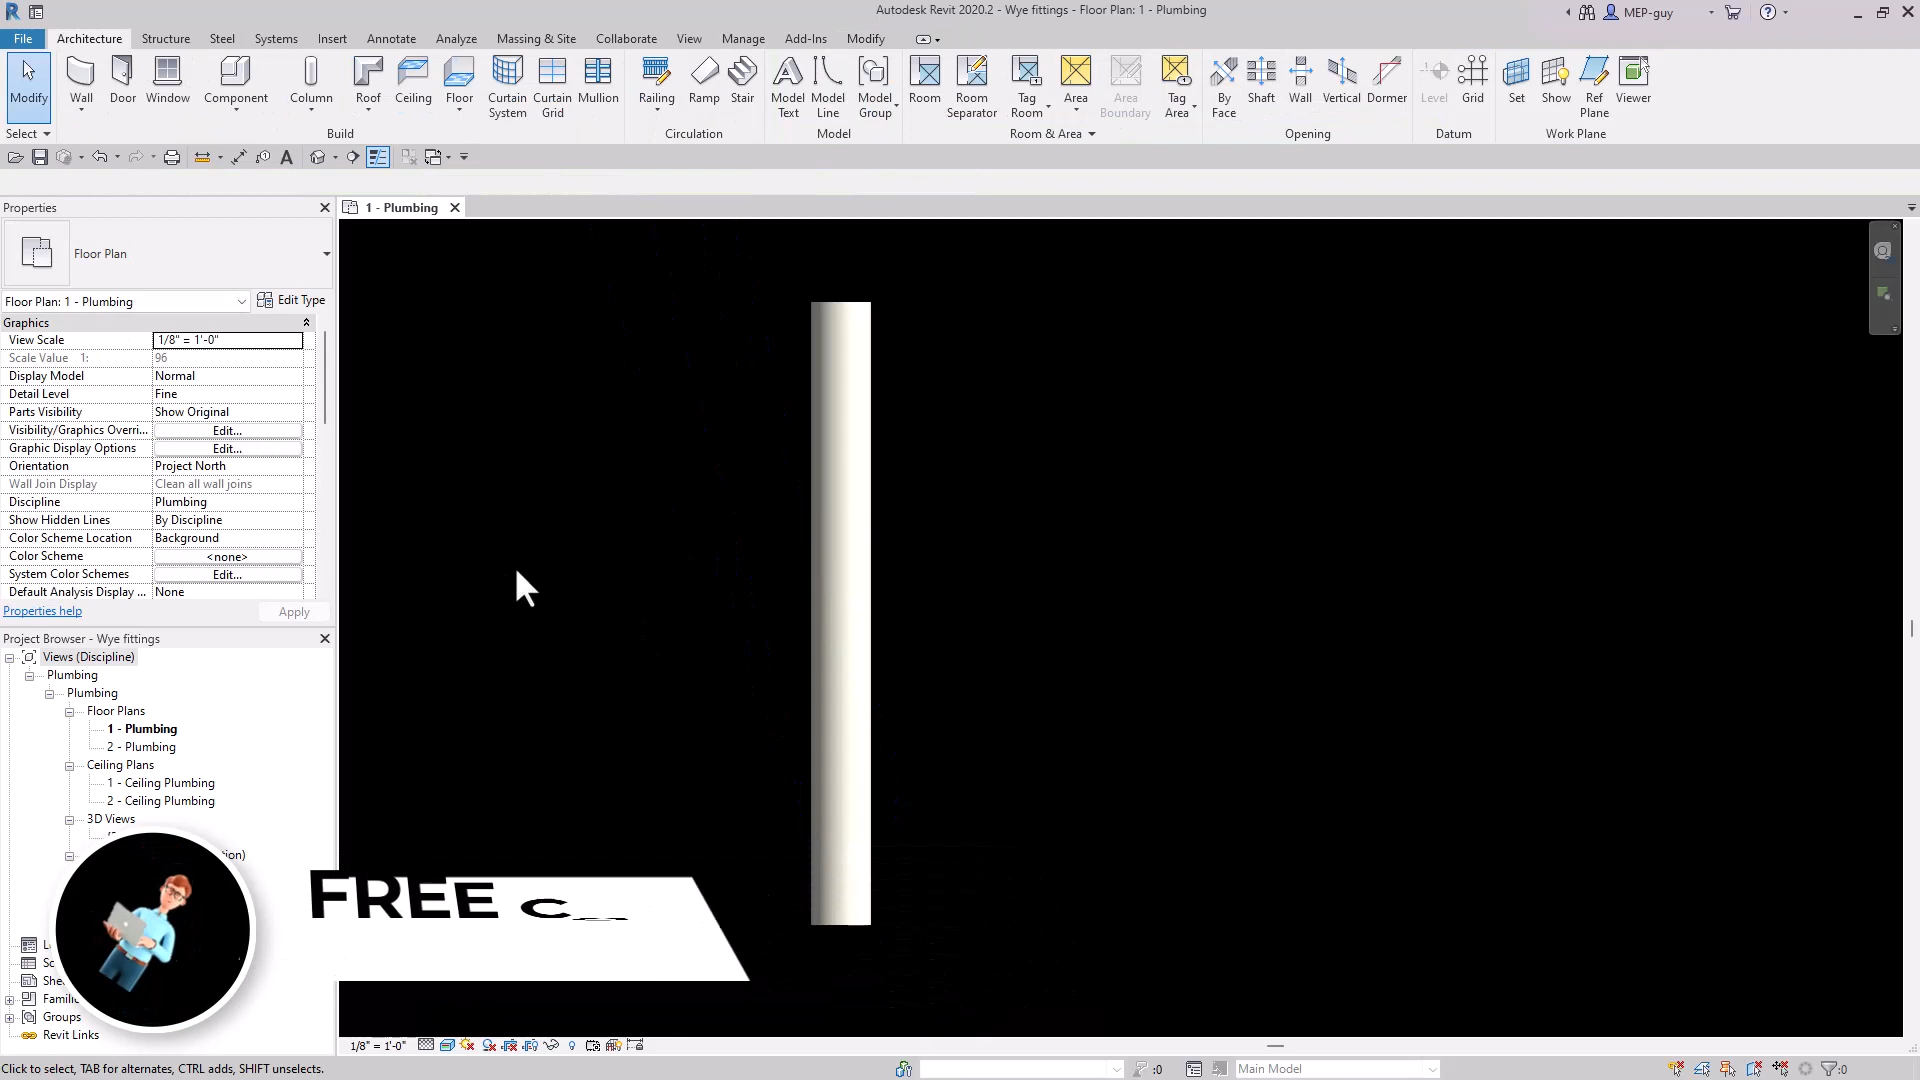 Autodesk Revit 2020.2 - Wye fittings - Floor Plan: 1 - Plumbing
MEP-guy
File Architecture Structure Steel Systems Insert Annotate Analyze Massing & Site Collaborate View Manage Add-Ins Modify
Modify Wall Door Window Component Column Roof Ceiling Floor Curtain System Curtain Grid Mullion Railing Ramp Stair Model Text Model Line Model Group Room Room Separator Tag Room Area Area Boundary Tag Area By Face Shaft Wall Vertical Dormer Level Grid Set Show Ref Plane Viewer
Select Build Circulation Model Room & Area Opening Datum Work Plane
Properties
1 - Plumbing
Floor Plan
Floor Plan: 1 - Plumbing Edit Type
Graphics
View Scale 1/8" = 1'-0"
Scale Value 1: 96
Display Model Normal
Detail Level Fine
Parts Visibility Show Original
Visibility/Graphics Overri... Edit...
Graphic Display Options Edit...
Orientation Project North
Wall Join Display Clean all wall joins
Discipline Plumbing
Show Hidden Lines By Discipline
Color Scheme Location Background
Color Scheme <none>
System Color Schemes Edit...
Default Analysis Display ... None
Properties help Apply
Project Browser - Wye fittings
Views (Discipline)
Plumbing
Plumbing
Floor Plans
1 - Plumbing
2 - Plumbing
Ceiling Plans
1 - Ceiling Plumbing
2 - Ceiling Plumbing
3D Views
FREE
Groups
Revit Links
1/8" = 1'-0"
Click to select, TAB for alternates, CTRL adds, SHIFT unselects.
:0
Main Model
:0